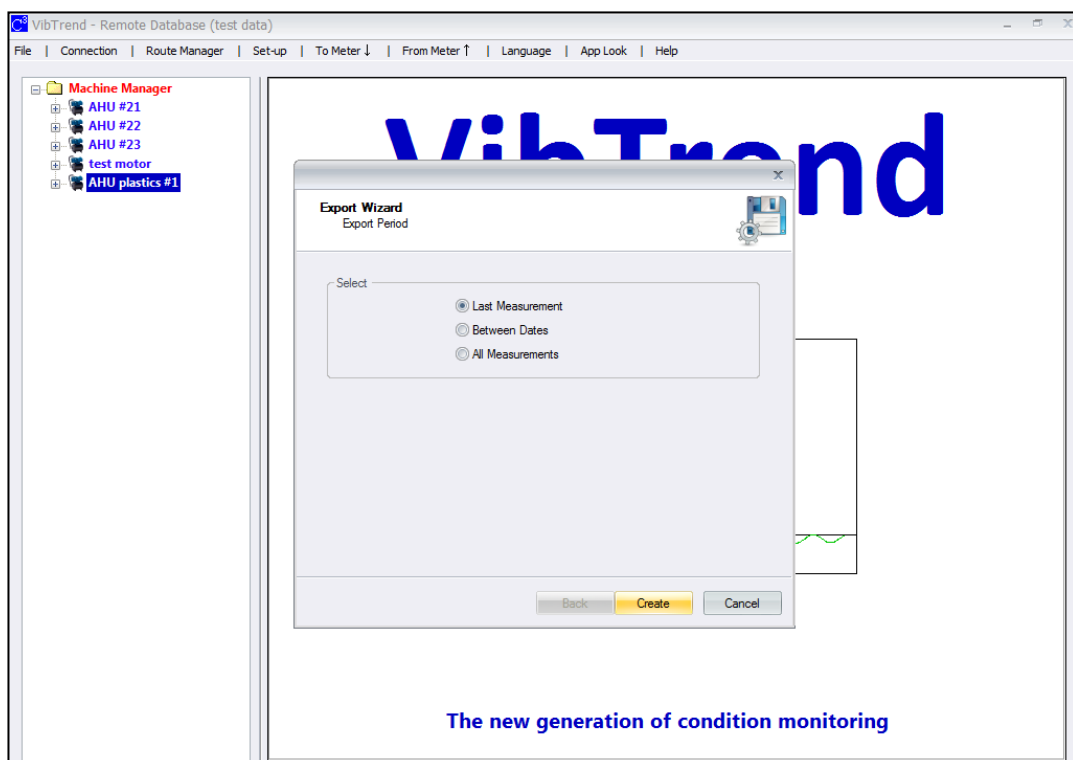 C³ VibTrend - Remote Database (test data)
File | Connection | Route Manager | Set-up | To Meter ↓ | From Meter ↑ | Language | App Look | Help
Machine Manager
AHU #21
AHU #22
AHU #23
test motor
AHU plastics #1
VibTrend
Export Wizard
Export Period
Select
Last Measurement
Between Dates
All Measurements
Back Create Cancel
The new generation of condition monitoring